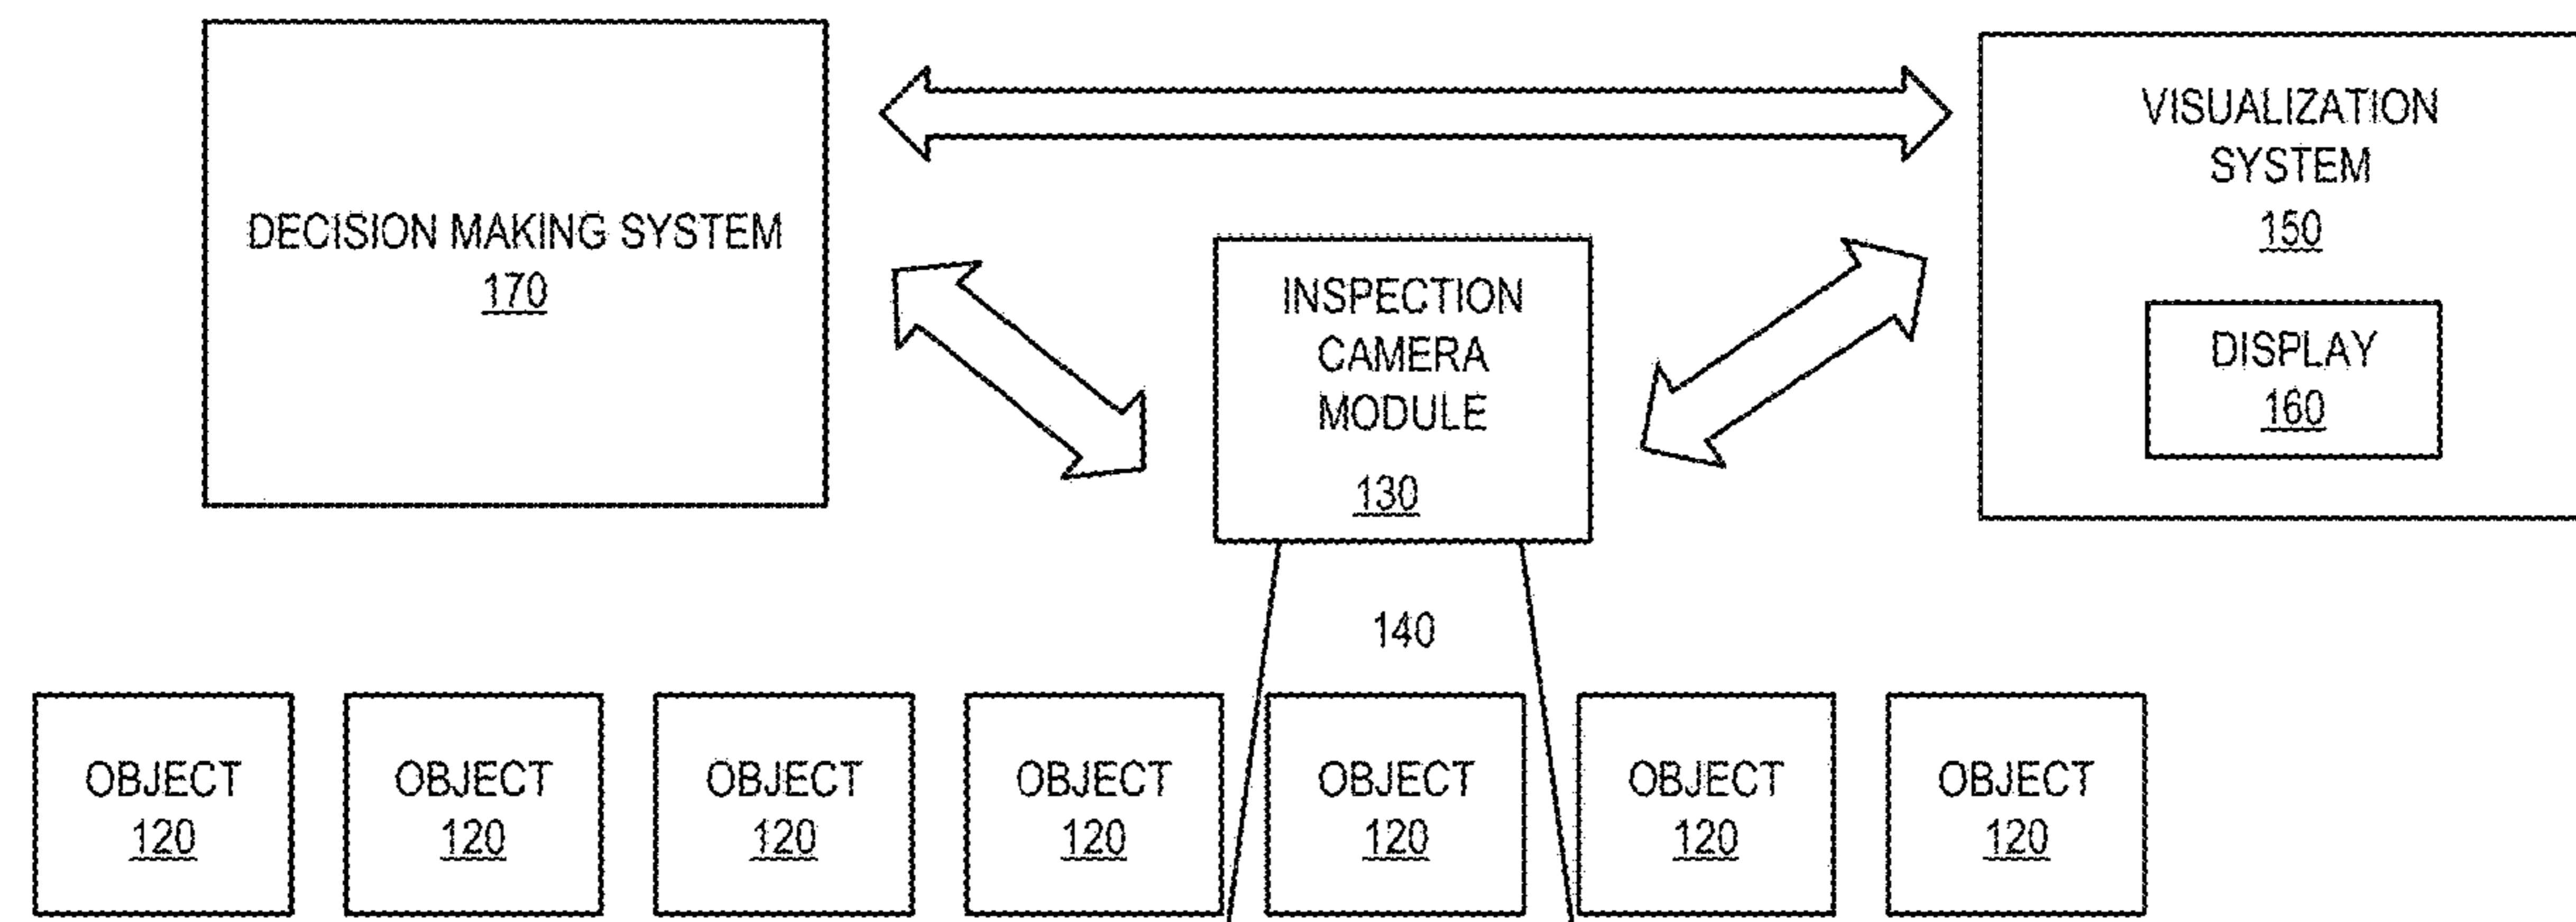 DECISION MAKING SYSTEM
170
INSPECTION
CAMERA
MODULE
130
VISUALIZATION
SYSTEM
150
DISPLAY
160
140
OBJECT
120
OBJECT
120
OBJECT
120
OBJECT
120
OBJECT
120
OBJECT
120
OBJECT
120